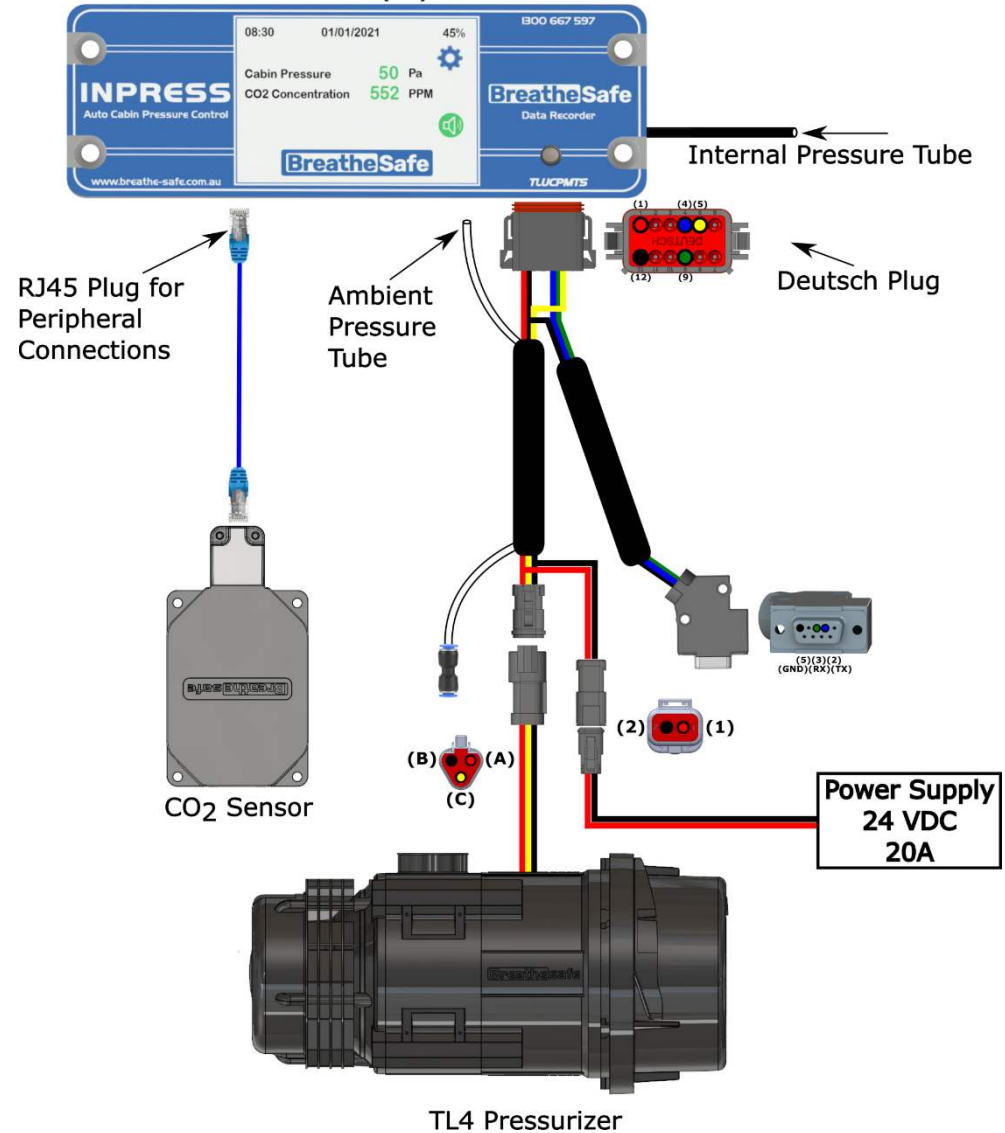 1300 667 597
08:30 01/01/2021 45%
Cabin Pressure 50 Pa
CO2 Concentration 552 PPM
INPRESS
Auto Cabin Pressure Control
BreatheSafe
Data Recorder
BreatheSafe
www.breathe-safe.com.au
TLUCPMTS
Internal Pressure Tube
(1) (4) (5)
DEUTSCH
(12) (9)
Deutsch Plug
RJ45 Plug for
Peripheral
Connections
Ambient
Pressure
Tube
(5)(3)(2)
(GND)(RX)(TX)
Breathesafe
CO2 Sensor
(B) (A)
(C)
(2) (1)
Power Supply
24 VDC
20A
Breathesafe
TL4 Pressurizer